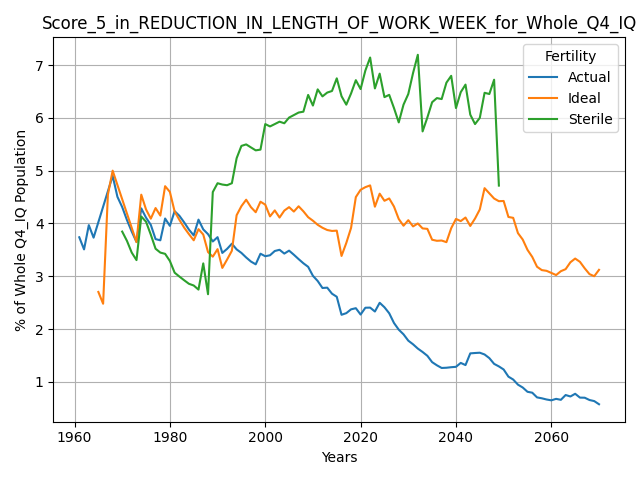 Score_5_in_REDUCTION_IN_LENGTH_OF_WORK_WEEK_for_Whole_Q4_IQ
% of Whole Q4_IQ Population
7
6
5
4
3
2
1
Fertility
Actual
Ideal
Sterile
1960 1980 2000 2020 2040 2060
Years